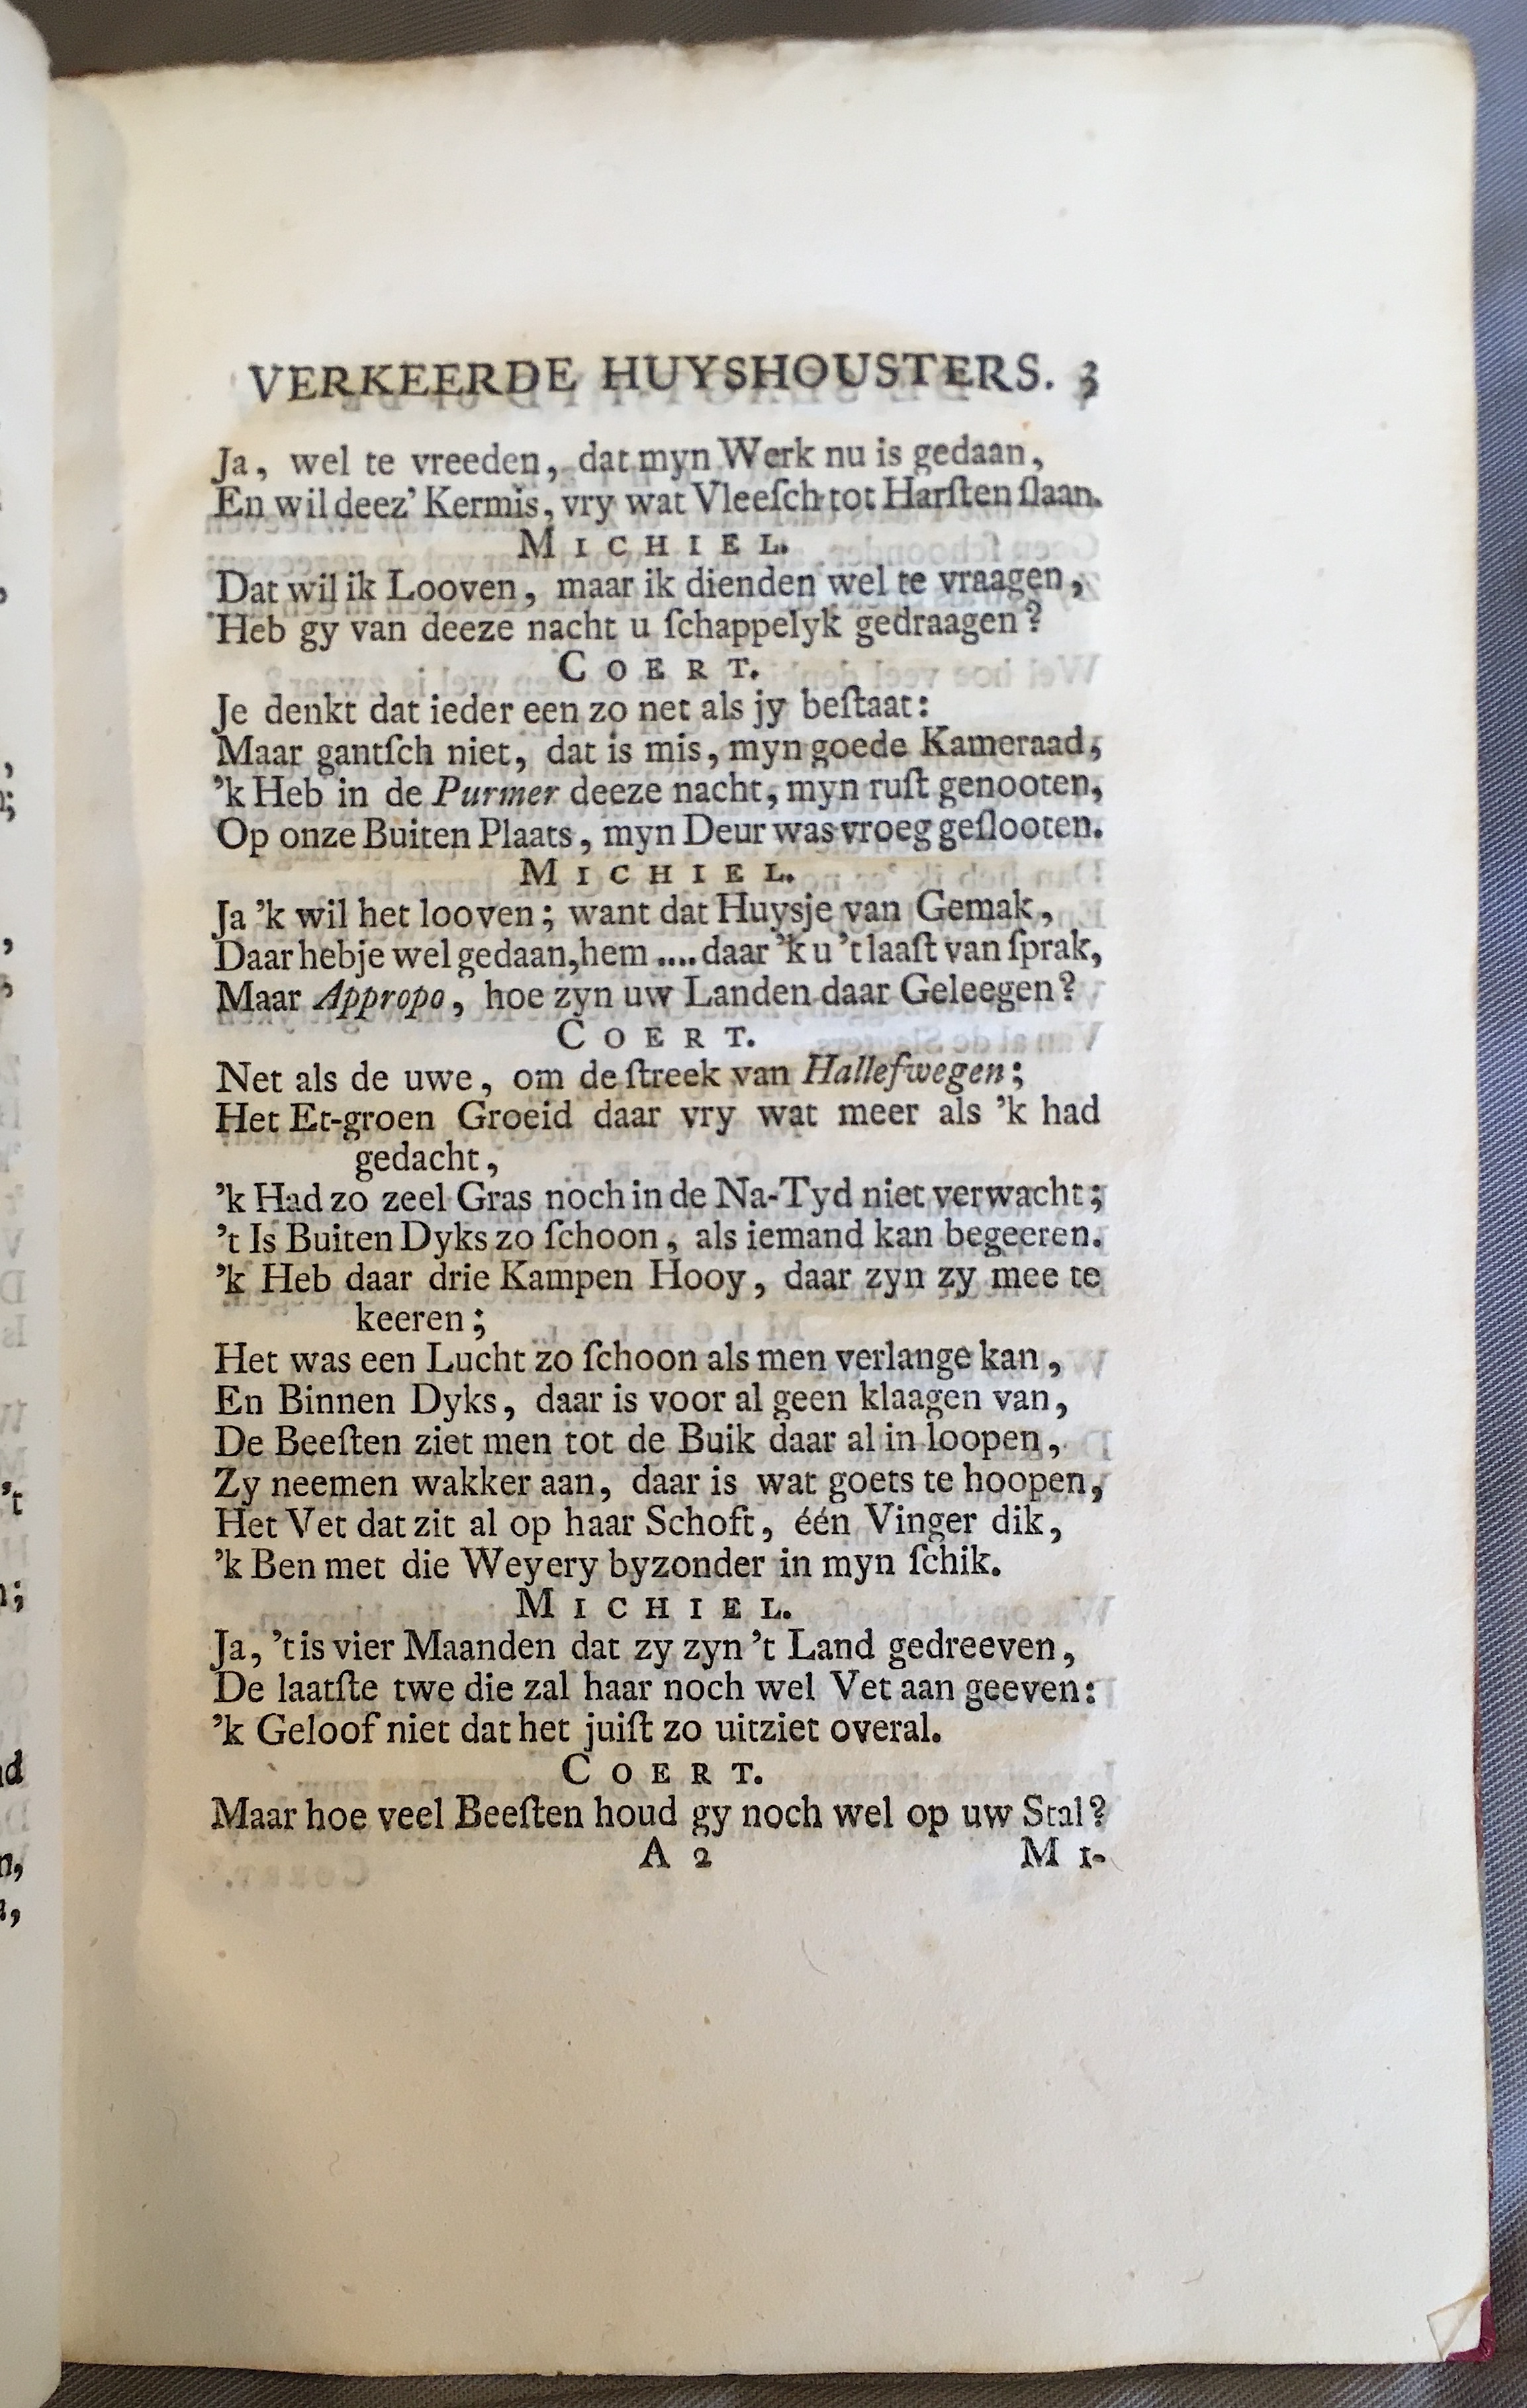 VERKEERDE HUYSHOUSTERS. 3
Ja, wel te vreeden, dat myn Werk nu is gedaan,
En wil deez' Kermis, vry wat Vleeſch tot Harſten ſlaan.
MICHIEL.
Dat wil ik Looven, maar ik dienden wel te vraagen,
Heb gy van deeze nacht u ſchappelyk gedraagen?
COERT.
Je denkt dat ieder een zo net als jy beſtaat:
Maar gantſch niet, dat is mis, myn goede Kameraad,
'k Heb in de Purmer deeze nacht, myn ruſt genooten,
Op onze Buiten Plaats, myn Deur was vroeg geſlooten.
MICHIEL.
Ja 'k wil het looven; want dat Huysje van Gemak,
Daar hebje wel gedaan, hem .... daar 'k u 't laaſt van ſprak,
Maar Appropo, hoe zyn uw Landen daar Geleegen?
COERT.
Net als de uwe, om de ſtreek van Hallefwegen;
Het Et-groen Groeid daar vry wat meer als 'k had
gedacht,
'k Had zo zeel Gras noch in de Na-Tyd niet verwacht;
't Is Buiten Dyks zo ſchoon, als iemand kan begeeren.
'k Heb daar drie Kampen Hooy, daar zyn zy mee te
keeren;
Het was een Lucht zo ſchoon als men verlange kan,
En Binnen Dyks, daar is voor al geen klaagen van,
De Beeſten ziet men tot de Buik daar al in loopen,
Zy neemen wakker aan, daar is wat goets te hoopen,
Het Vet dat zit al op haar Schoft, één Vinger dik,
'k Ben met die Weyery byzonder in myn ſchik.
MICHIEL.
Ja, 't is vier Maanden dat zy zyn 't Land gedreeven,
De laatſte twe die zal haar noch wel Vet aan geeven:
'k Geloof niet dat het juiſt zo uitziet overal.
COERT.
Maar hoe veel Beeſten houd gy noch wel op uw Stal?
A 2 MI-